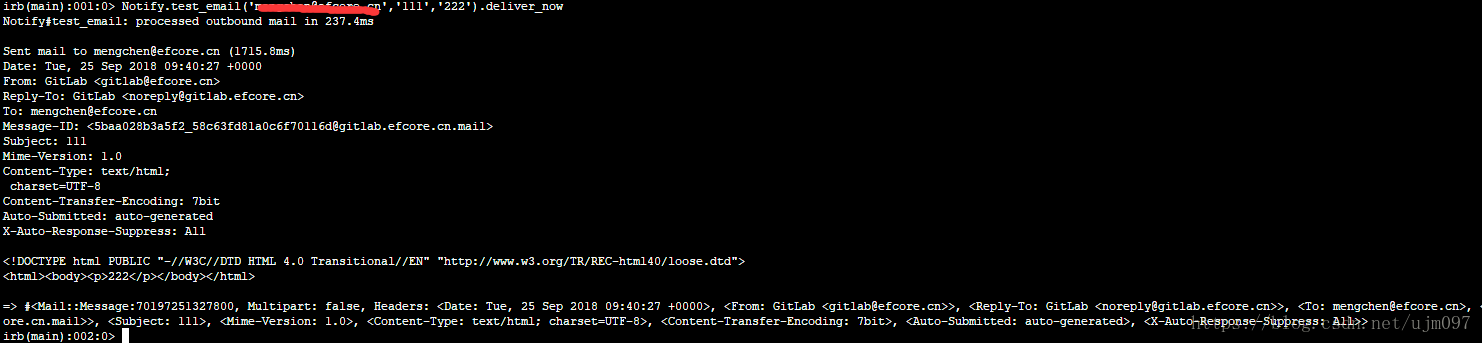 irb(main):001:0> Notify.test_email('m          cn','111','222').deliver_now
Notify#test_email: processed outbound mail in 237.4ms
Sent mail to mengchen@efcore.cn (1715.8ms)
Date: Tue, 25 Sep 2018 09:40:27 +0000
From: GitLab <gitlab@efcore.cn>
Reply-To: GitLab <noreply@gitlab.efcore.cn>
To: mengchen@efcore.cn
Message-ID: <5baa028b3a5f2_58c63fd81a0c6f70116d@gitlab.efcore.cn.mail>
Subject: 111
Mime-Version: 1.0
Content-Type: text/html;
 charset=UTF-8
Content-Transfer-Encoding: 7bit
Auto-Submitted: auto-generated
X-Auto-Response-Suppress: All
<!DOCTYPE html PUBLIC "-//W3C//DTD HTML 4.0 Transitional//EN" "http://www.w3.org/TR/REC-html40/loose.dtd">
<html><body><p>222</p></body></html>
=> #<Mail::Message:70197251327800, Multipart: false, Headers: <Date: Tue, 25 Sep 2018 09:40:27 +0000>, <From: GitLab <gitlab@efcore.cn>>, <Reply-To: GitLab <noreply@gitlab.efcore.cn>>, <To: mengchen@efcore.cn>, <
ore.cn.mail>>, <Subject: 111>, <Mime-Version: 1.0>, <Content-Type: text/html; charset=UTF-8>, <Content-Transfer-Encoding: 7bit>, <Auto-Submitted: auto-generated>, <X-Auto-Response-Suppress: All>>
https://blog.csdn.net/ujm097
irb(main):002:0>